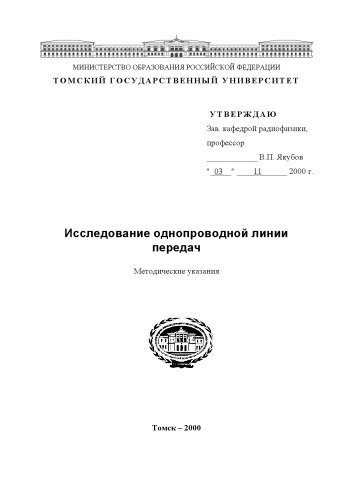 МИНИСТЕРСТВО ОБРАЗОВАНИЯ РОССИЙСКОЙ ФЕДЕРАЦИИ
ТОМСКИЙ ГОСУДАРСТВЕННЫЙ УНИВЕРСИТЕТ
УТВЕРЖДАЮ
Зав. кафедрой радиофизики,
профессор
____________ В.П. Якубов
"_03__" ____11______ 2000 г.
Исследование однопроводной линии
передач
Методические указания
Томск – 2000